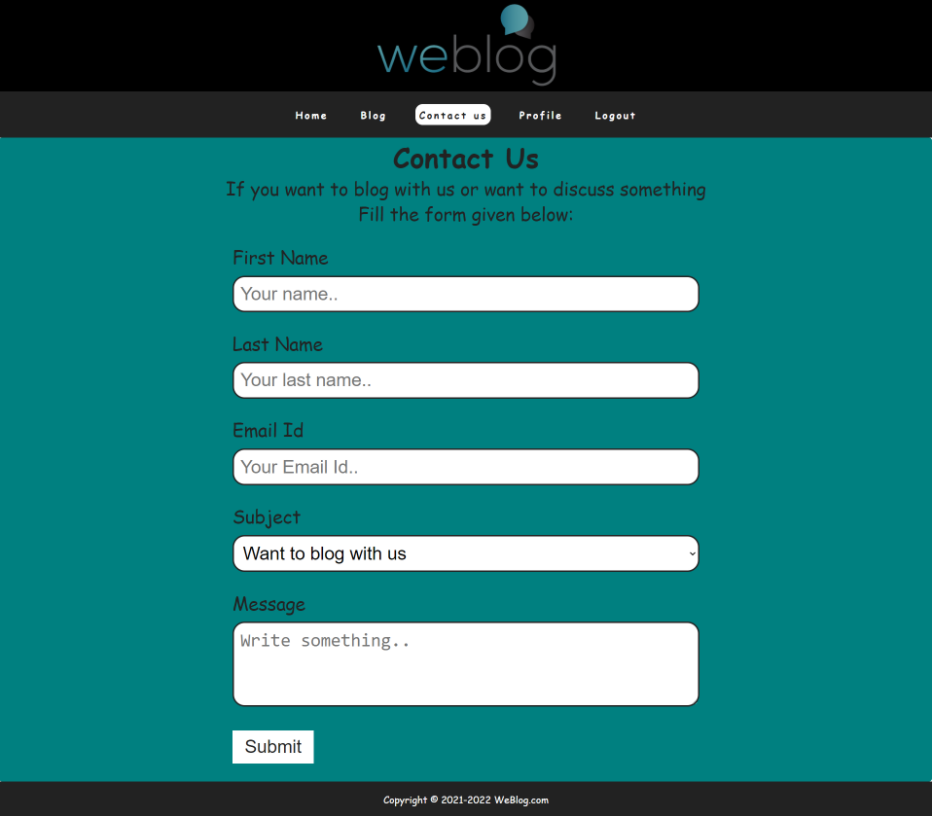 weblog
Home Blog Contact us Profile Logout
Contact Us
If you want to blog with us or want to discuss something
Fill the form given below:
First Name
Your name..
Last Name
Your last name..
Email Id
Your Email Id..
Subject
Want to blog with us
Message
Write something..
Submit
Copyright © 2021-2022 WeBlog.com